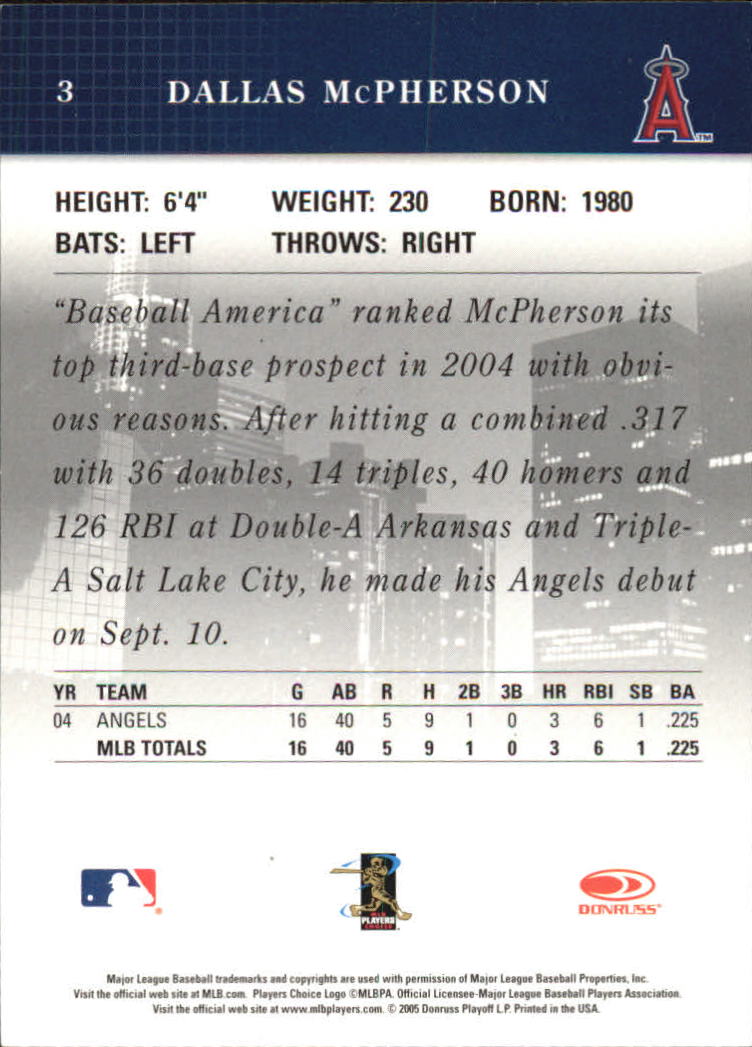 3 DALLAS McPHERSON
A TM
HEIGHT: 6'4" WEIGHT: 230 BORN: 1980
BATS: LEFT THROWS: RIGHT
"Baseball America" ranked McPherson its
top third-base prospect in 2004 with obvi-
ous reasons. After hitting a combined .317
with 36 doubles, 14 triples, 40 homers and
126 RBI at Double-A Arkansas and Triple-
A Salt Lake City, he made his Angels debut
on Sept. 10.
YR TEAM G AB R H 2B 3B HR RBI SB BA
04 ANGELS 16 40 5 9 1 0 3 6 1 .225
MLB TOTALS 16 40 5 9 1 0 3 6 1 .225
MLB
PLAYERS
CHOICE
DONRUSS®
Major League Baseball trademarks and copyrights are used with permission of Major League Baseball Properties, Inc.
Visit the official web site at MLB.com. Players Choice Logo ©MLBPA. Official Licensee-Major League Baseball Players Association.
Visit the official web site at www.mlbplayers.com. © 2005 Donruss Playoff L.P. Printed in the USA.